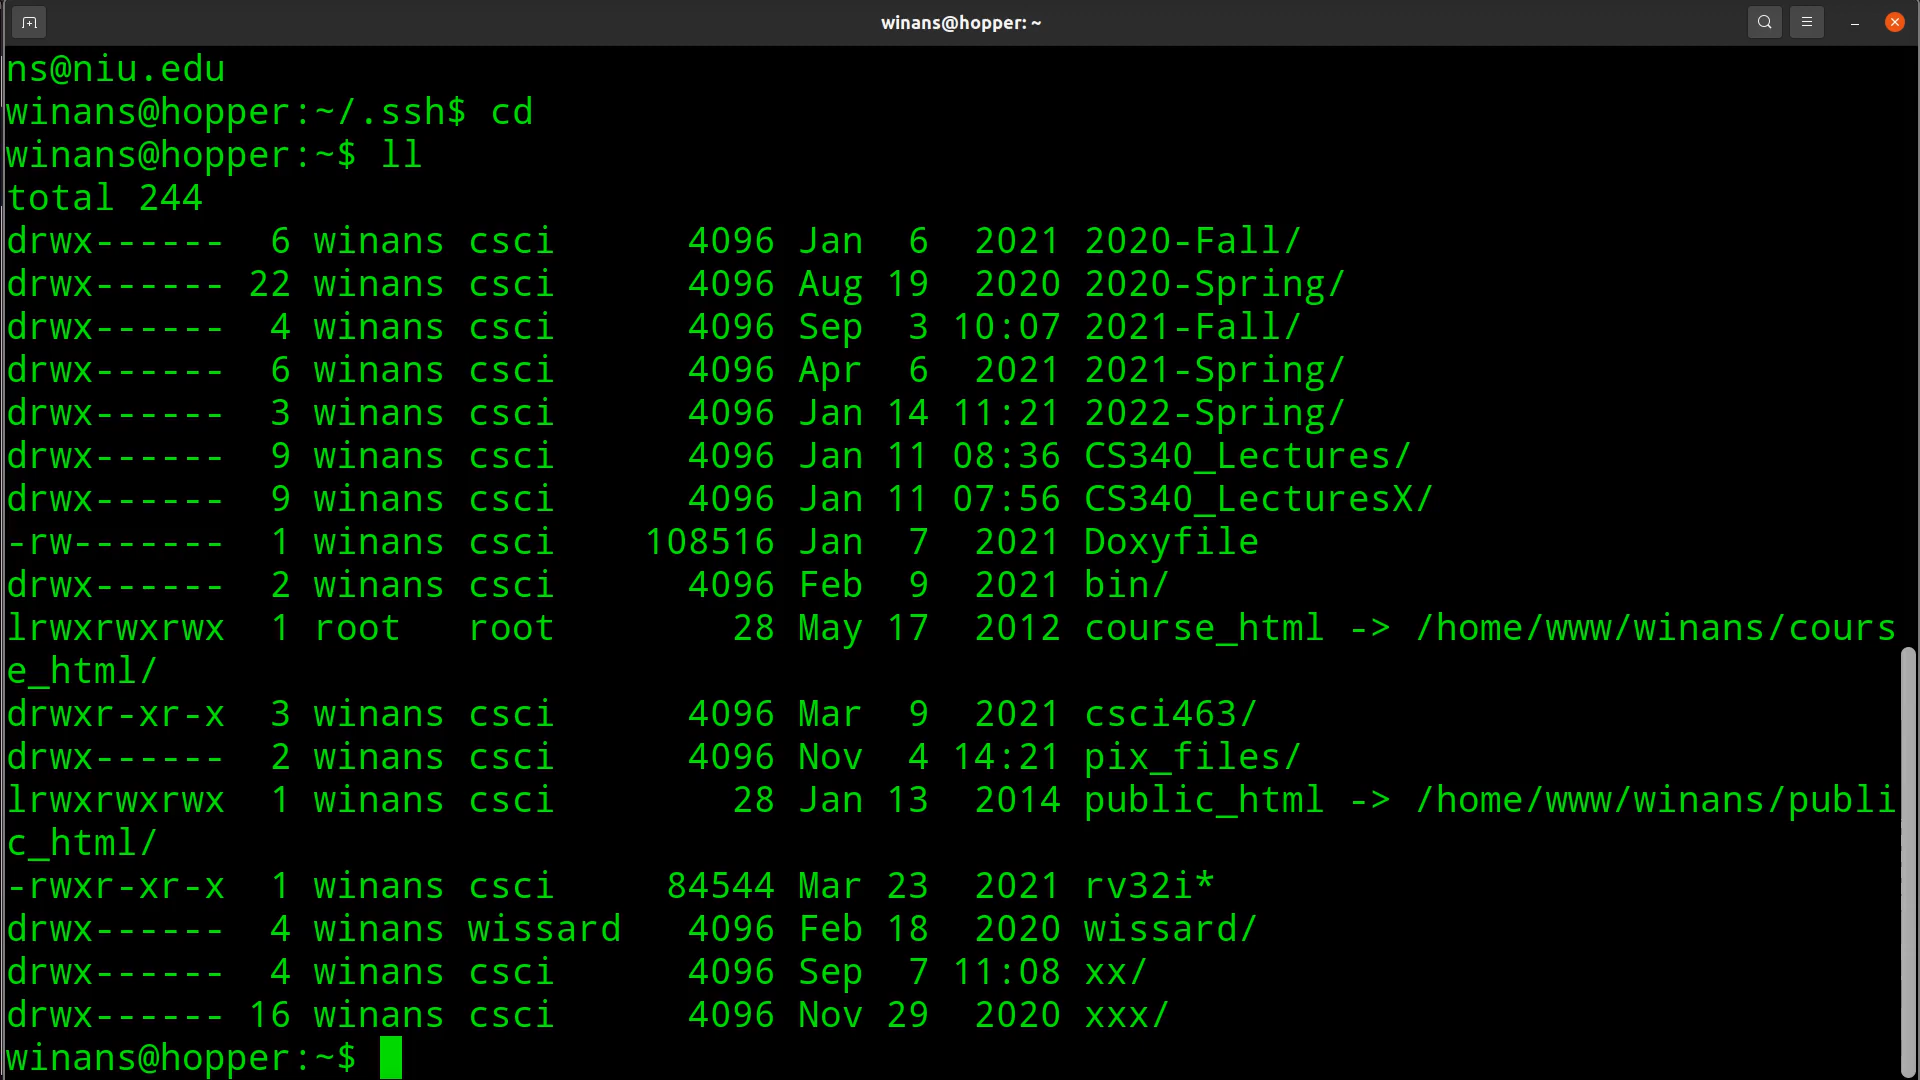 winans@hopper: ~
ns@niu.edu
winans@hopper:~/.ssh$ cd
winans@hopper:~$ ll
total 244
drwx------  6 winans csci      4096 Jan  6  2021 2020-Fall/
drwx------ 22 winans csci      4096 Aug 19  2020 2020-Spring/
drwx------  4 winans csci      4096 Sep  3 10:07 2021-Fall/
drwx------  6 winans csci      4096 Apr  6  2021 2021-Spring/
drwx------  3 winans csci      4096 Jan 14 11:21 2022-Spring/
drwx------  9 winans csci      4096 Jan 11 08:36 CS340_Lectures/
drwx------  9 winans csci      4096 Jan 11 07:56 CS340_LecturesX/
-rw-------  1 winans csci    108516 Jan  7  2021 Doxyfile
drwx------  2 winans csci      4096 Feb  9  2021 bin/
lrwxrwxrwx  1 root   root        28 May 17  2012 course_html -> /home/www/winans/cours
e_html/
drwxr-xr-x  3 winans csci      4096 Mar  9  2021 csci463/
drwx------  2 winans csci      4096 Nov  4 14:21 pix_files/
lrwxrwxrwx  1 winans csci        28 Jan 13  2014 public_html -> /home/www/winans/publi
c_html/
-rwxr-xr-x  1 winans csci     84544 Mar 23  2021 rv32i*
drwx------  4 winans wissard   4096 Feb 18  2020 wissard/
drwx------  4 winans csci      4096 Sep  7 11:08 xx/
drwx------ 16 winans csci      4096 Nov 29  2020 xxx/
winans@hopper:~$